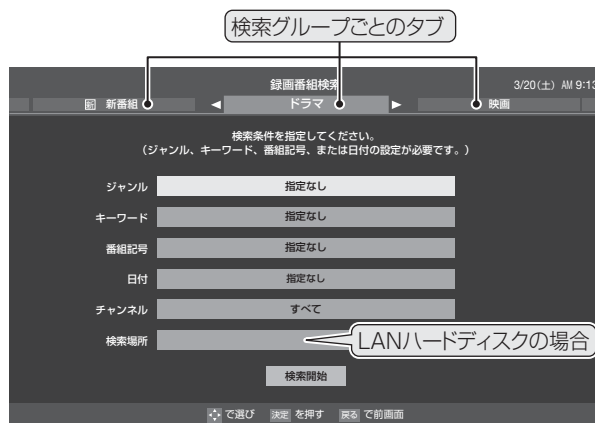 検索グループごとのタブ
録画番組検索
3/20(土) AM 9:13
新 新番組 ドラマ 映画
検索条件を指定してください。
(ジャンル、キーワード、番組記号、または日付の設定が必要です。)
ジャンル 指定なし
キーワード 指定なし
番組記号 指定なし
日付 指定なし
チャンネル すべて
検索場所
LANハードディスクの場合
検索開始
で選び 決定 を押す 戻る で前画面